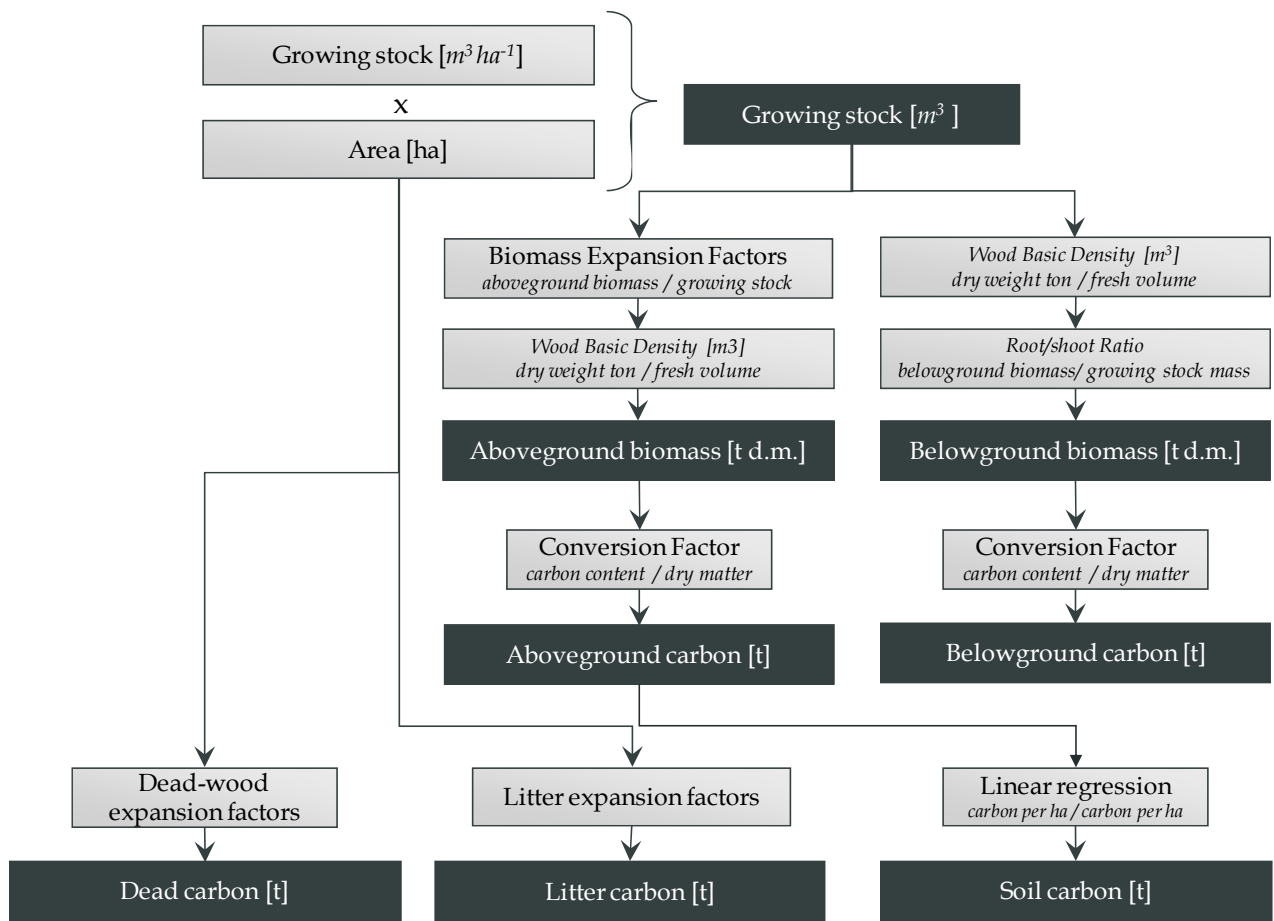 Growing stock [m³ ha⁻¹]
x
Area [ha]
Growing stock [m³ ]
Biomass Expansion Factors
aboveground biomass / growing stock
Wood Basic Density [m³]
dry weight ton / fresh volume
Wood Basic Density [m3]
dry weight ton / fresh volume
Root/shoot Ratio
belowground biomass/ growing stock mass
Aboveground biomass [t d.m.]
Belowground biomass [t d.m.]
Conversion Factor
carbon content / dry matter
Conversion Factor
carbon content / dry matter
Aboveground carbon [t]
Belowground carbon [t]
Dead-wood
expansion factors
Litter expansion factors
Linear regression
carbon per ha / carbon per ha
Dead carbon [t]
Litter carbon [t]
Soil carbon [t]